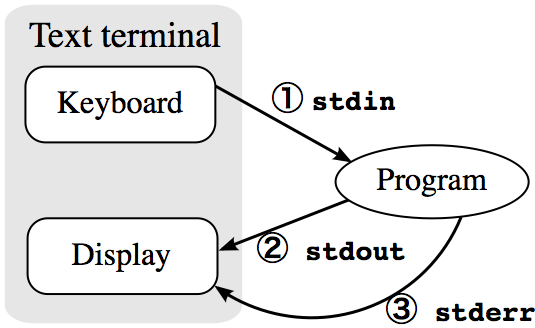 Text terminal
Keyboard
① stdin
Program
② stdout
Display
③ stderr